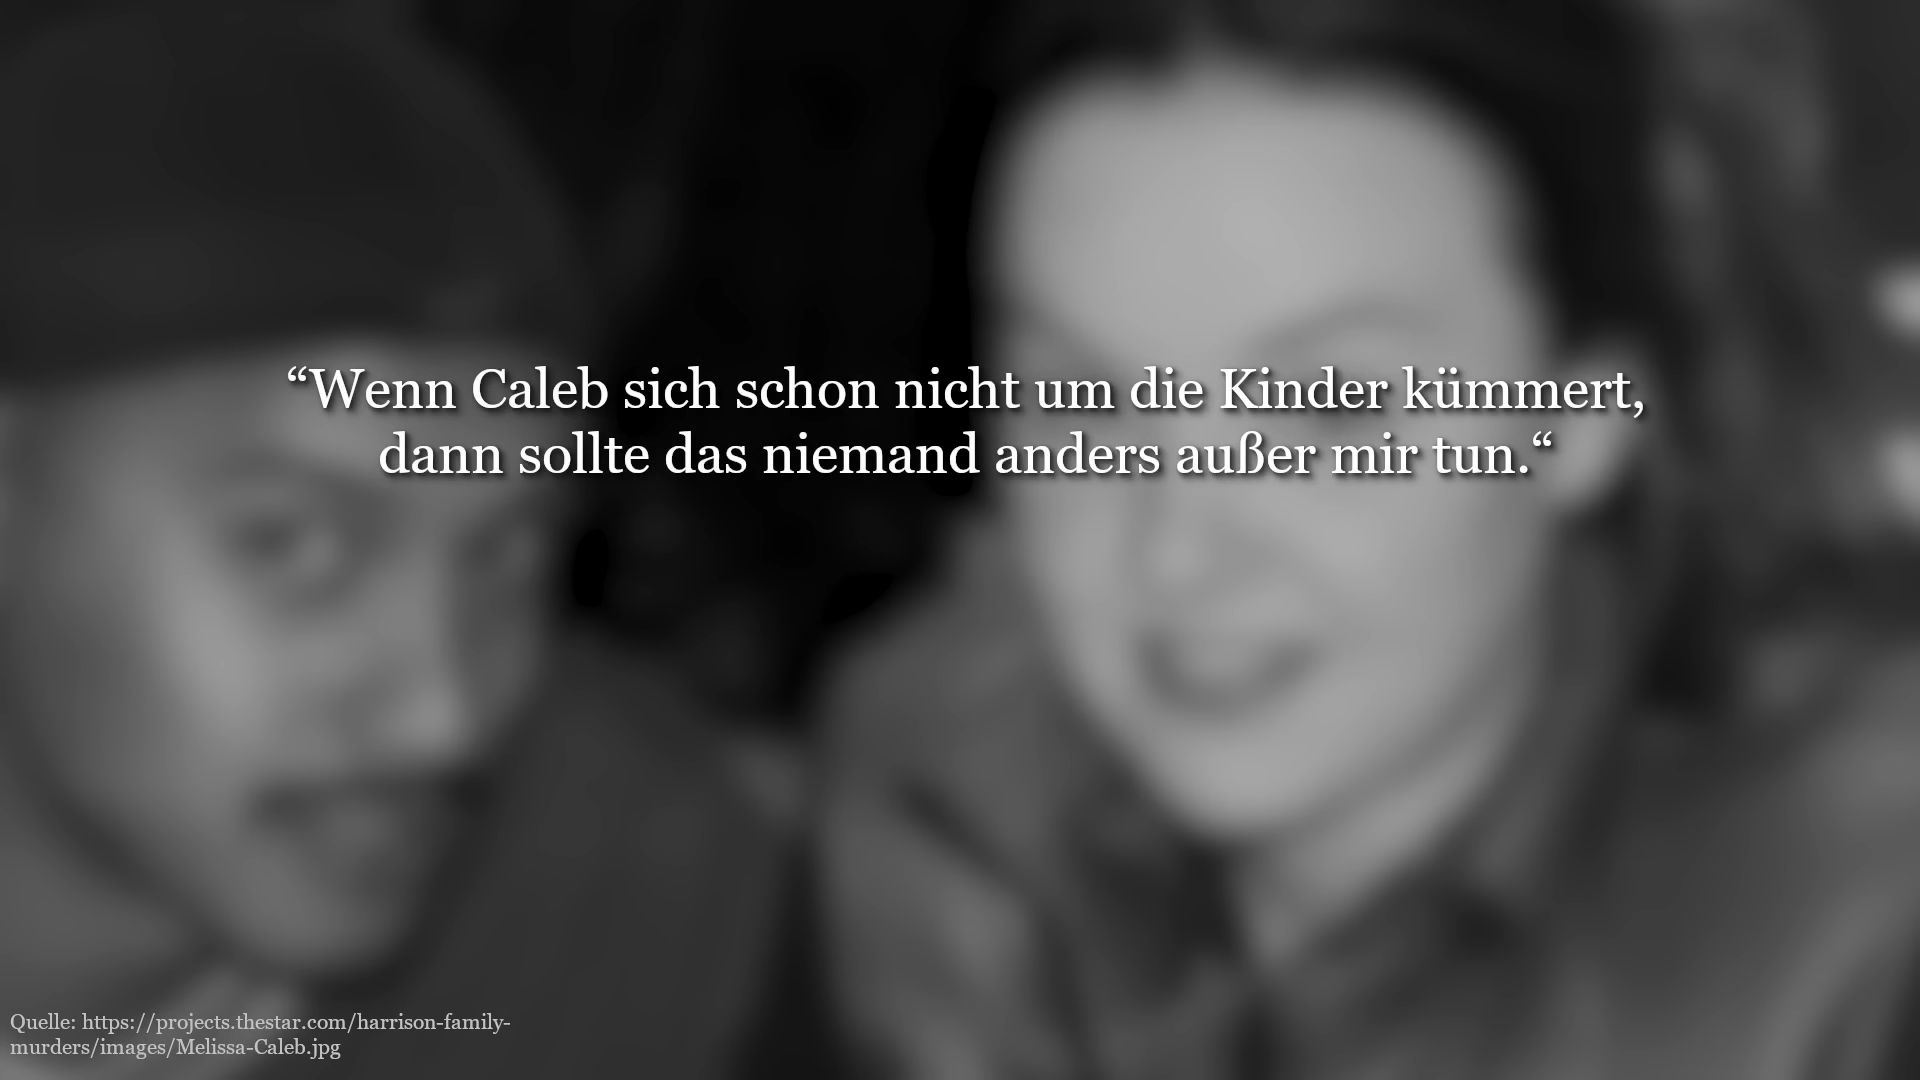 “Wenn Caleb sich schon nicht um die Kinder kümmert,
dann sollte das niemand anders außer mir tun.“
Quelle: https://projects.thestar.com/harrison-family-
murders/images/Melissa-Caleb.jpg